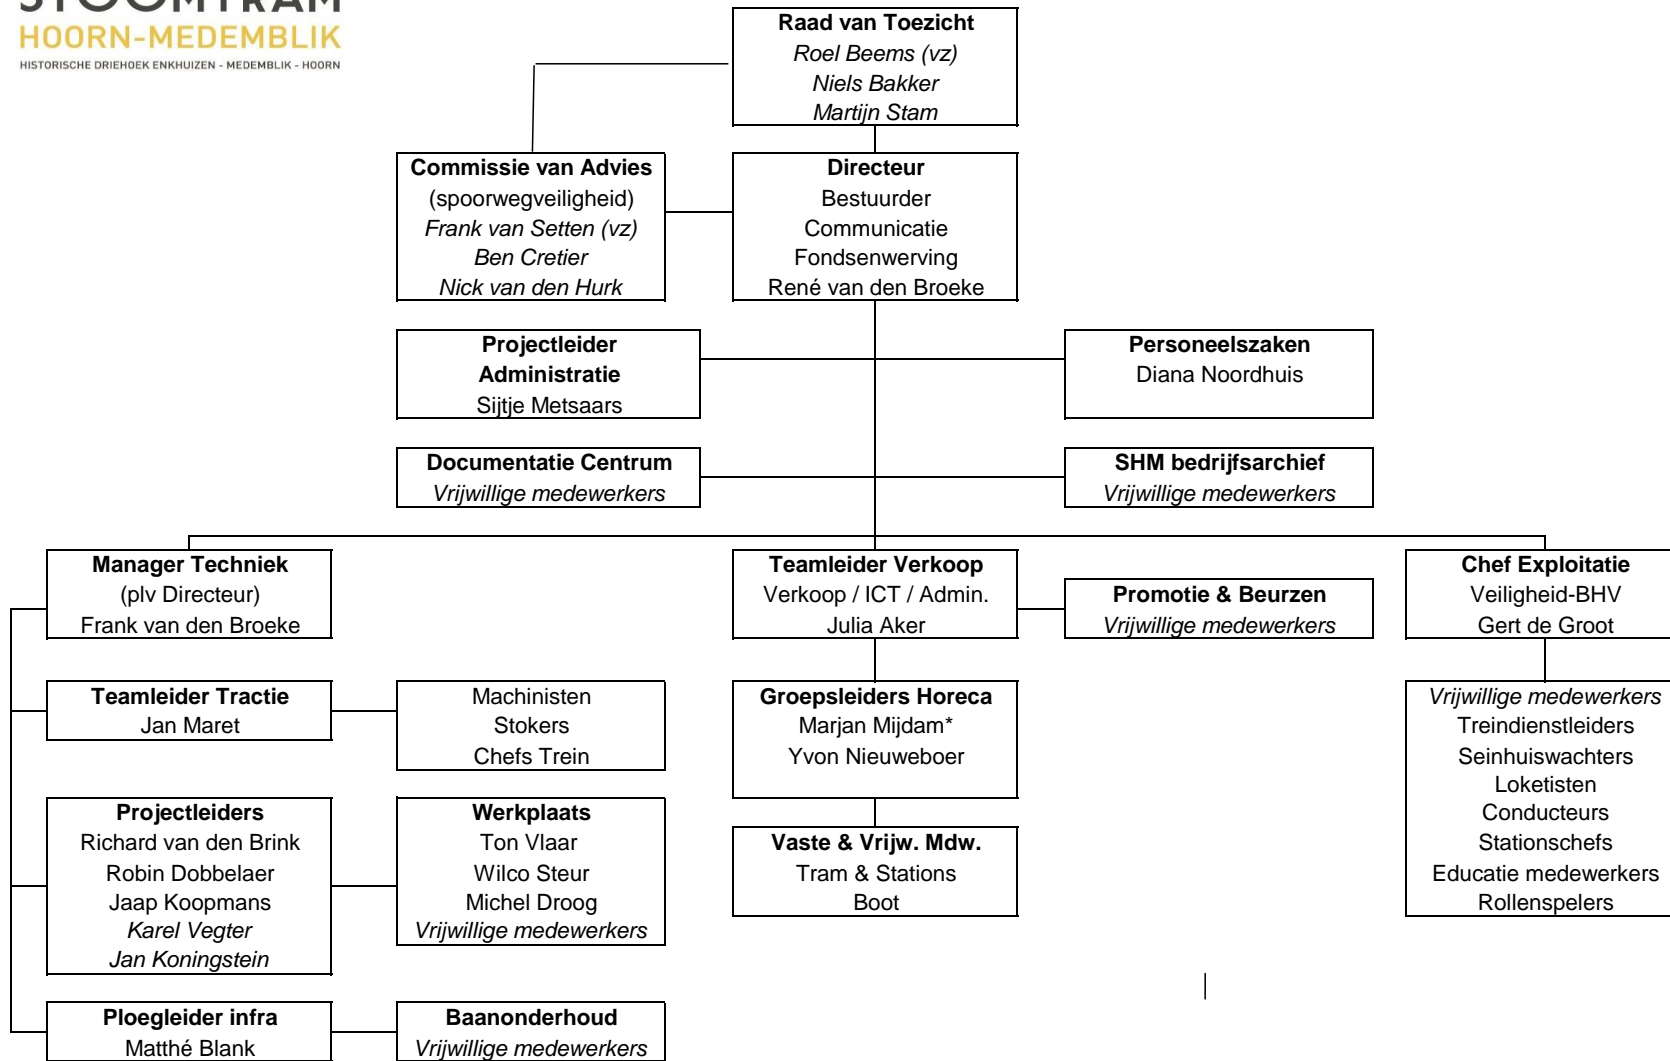 STOOMTRAM
HOORN-MEDEMBLIK
HISTORISCHE DRIEHOEK ENKHUIZEN - MEDEMBLIK - HOORN
Raad van Toezicht
Roel Beems (vz)
Niels Bakker
Martijn Stam
Commissie van Advies
(spoorwegveiligheid)
Frank van Setten (vz)
Ben Cretier
Nick van den Hurk
Directeur
Bestuurder
Communicatie
Fondsenwerving
René van den Broeke
Projectleider
Administratie
Sijtje Metsaars
Personeelszaken
Diana Noordhuis
Documentatie Centrum
Vrijwillige medewerkers
SHM bedrijfsarchief
Vrijwillige medewerkers
Manager Techniek
(plv Directeur)
Frank van den Broeke
Teamleider Verkoop
Verkoop / ICT / Admin.
Julia Aker
Promotie & Beurzen
Vrijwillige medewerkers
Chef Exploitatie
Veiligheid-BHV
Gert de Groot
Teamleider Tractie
Jan Maret
Machinisten
Stokers
Chefs Trein
Groepsleiders Horeca
Marjan Mijdam*
Yvon Nieuweboer
Vrijwillige medewerkers
Treindienstleiders
Seinhuiswachters
Loketisten
Conducteurs
Stationschefs
Educatie medewerkers
Rollenspelers
Projectleiders
Richard van den Brink
Robin Dobbelaer
Jaap Koopmans
Karel Vegter
Jan Koningstein
Werkplaats
Ton Vlaar
Wilco Steur
Michel Droog
Vrijwillige medewerkers
Vaste & Vrijw. Mdw.
Tram & Stations
Boot
Ploegleider infra
Matthé Blank
Baanonderhoud
Vrijwillige medewerkers